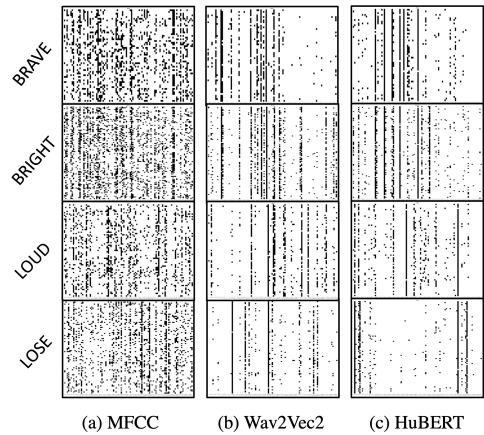 BRAVE
BRIGHT
LOUD
LOSE
(a) MFCC (b) Wav2Vec2 (c) HuBERT